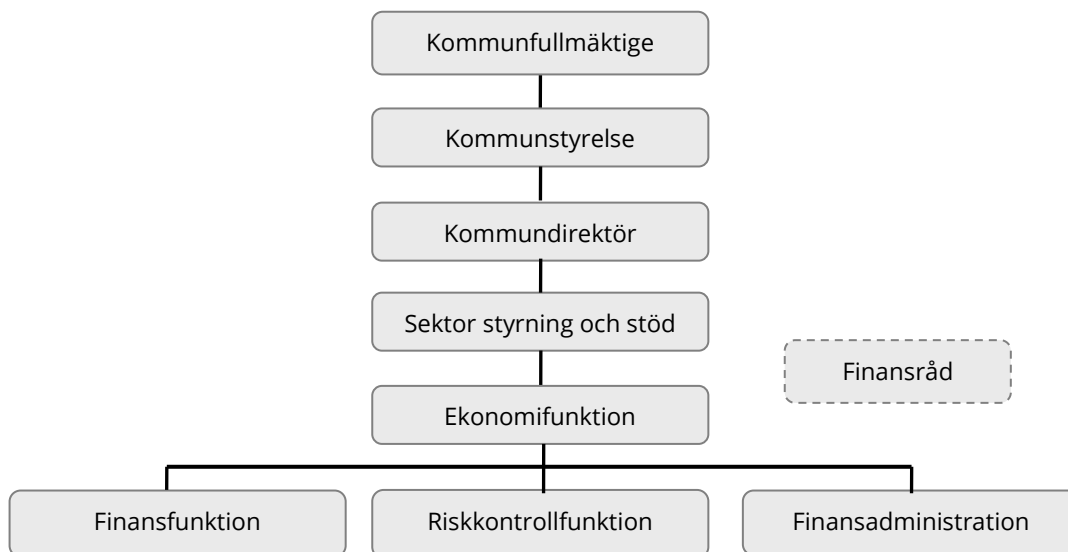 Kommunfullmäktige
Kommunstyrelse
Kommundirektör
Sektor styrning och stöd
Finansråd
Ekonomifunktion
Finansfunktion
Riskkontrollfunktion
Finansadministration